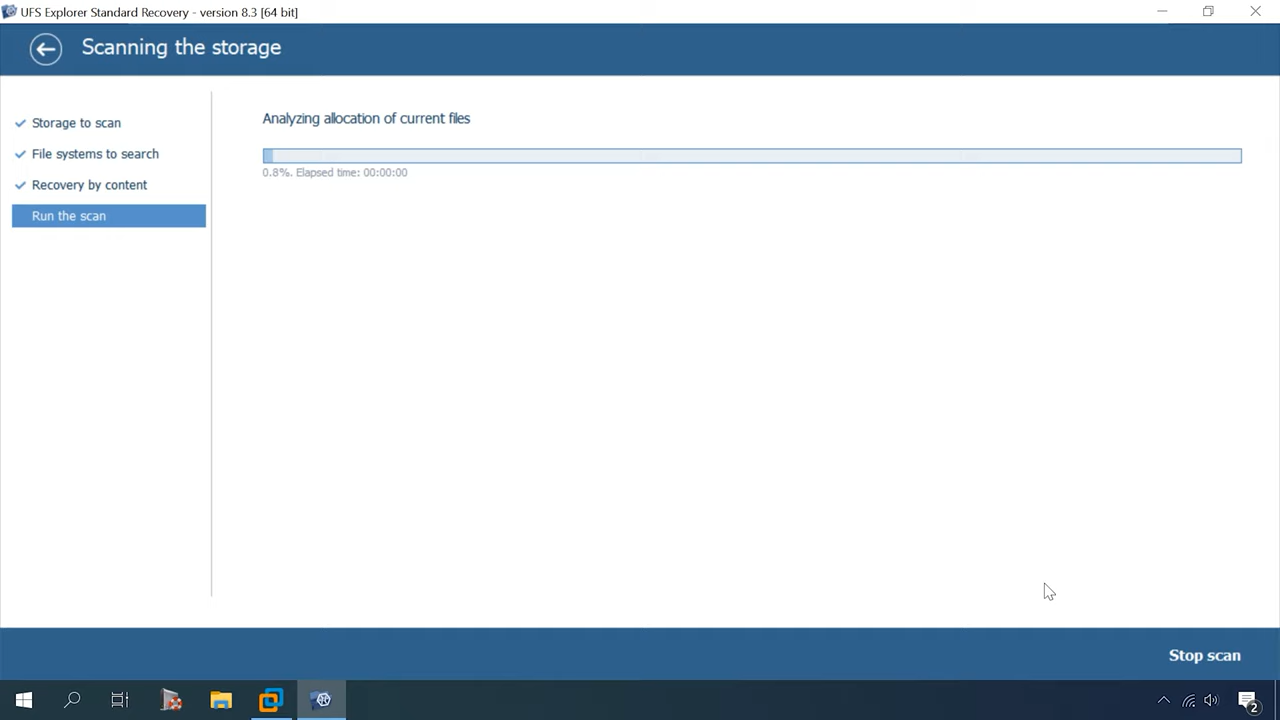 UFS Explorer Standard Recovery - version 8.3 [64 bit]
Scanning the storage
Storage to scan
File systems to search
Recovery by content
Run the scan
Analyzing allocation of current files
0.8%. Elapsed time: 00:00:00
Stop scan
2